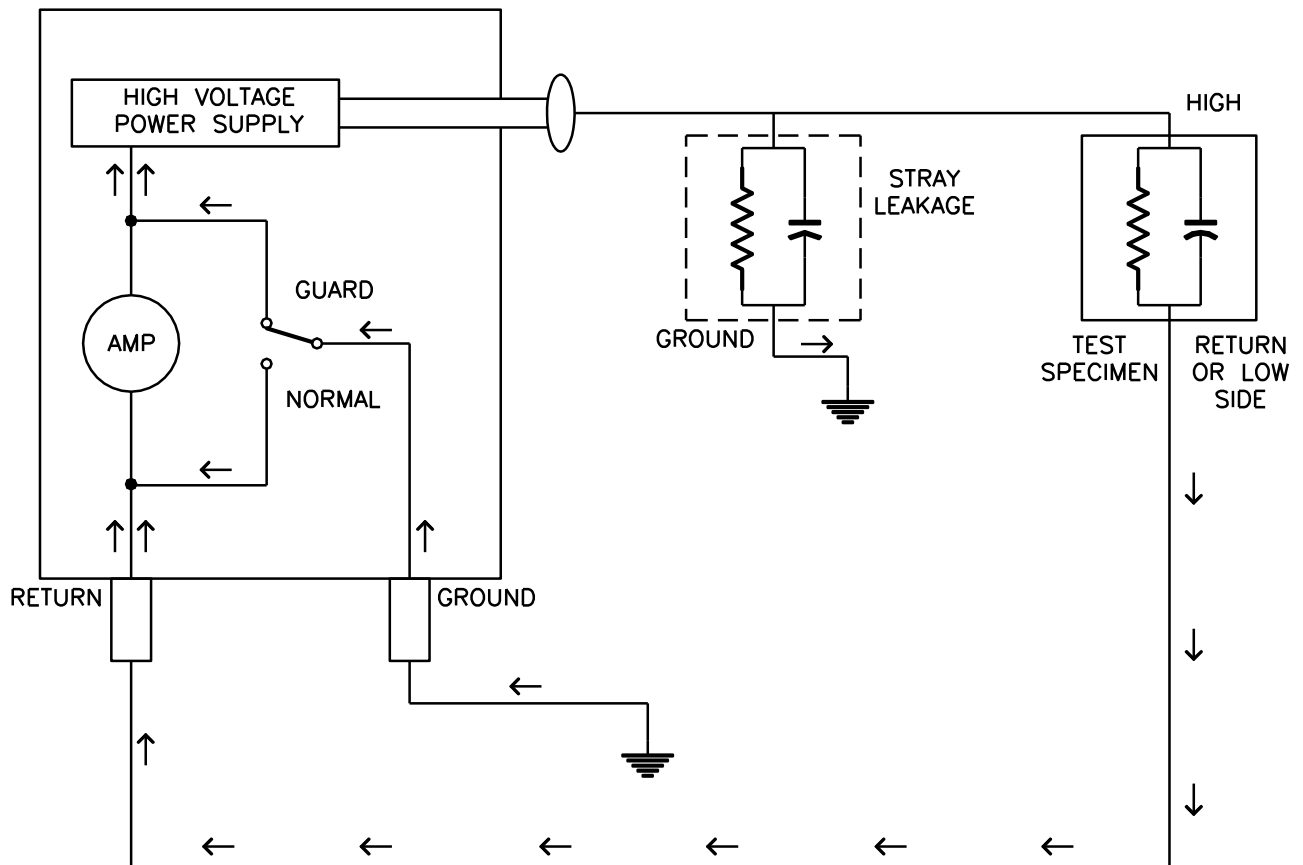 HIGH VOLTAGE
POWER SUPPLY
HIGH
STRAY
LEAKAGE
GUARD
AMP
GROUND
TEST
SPECIMEN
RETURN
OR LOW
SIDE
NORMAL
RETURN
GROUND